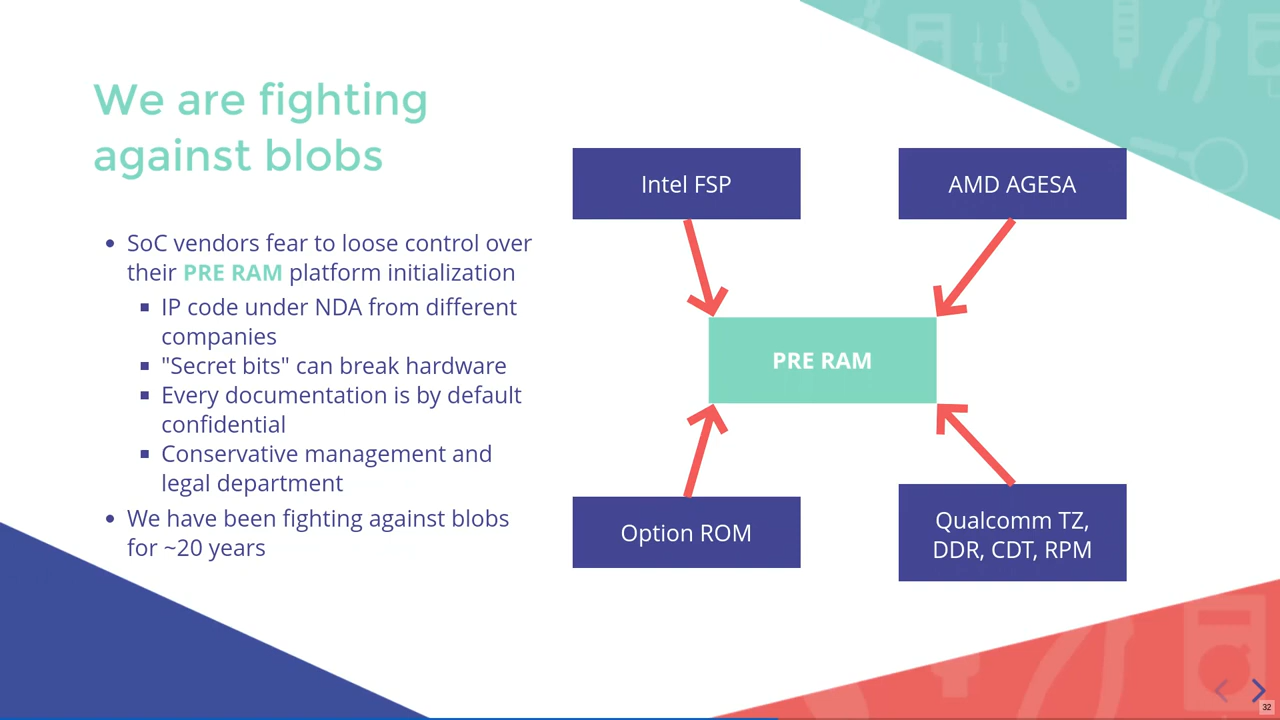 We are fighting
against blobs
SoC vendors fear to loose control over
their PRE RAM platform initialization
IP code under NDA from different
companies
"Secret bits" can break hardware
Every documentation is by default
confidential
Conservative management and
legal department
We have been fighting against blobs
for ~20 years
Intel FSP
AMD AGESA
PRE RAM
Option ROM
Qualcomm TZ,
DDR, CDT, RPM
32